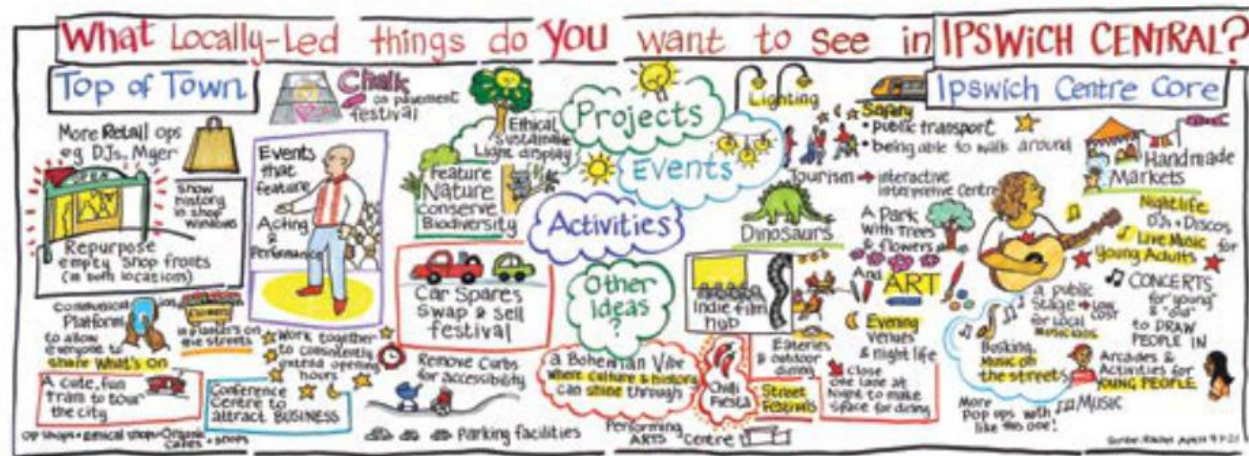 What Locally-Led things do YOU want to see in IPSWICH CENTRAL?
Top of Town
More Retail ops
eg DJs, Myer
OPEN
Show
history
in shop
windows
Repurpose
empty shop fronts
(in both locations)
Communication
Platform
to allow
everyone to
share What's On
in planters on
the streets
A cute, fun
tram to tour
the city
op shops • ethical shops • Organic
cafes + shops
Chalk
on pavement
festival
Events
that
feature
Acting
&
Performance
Work together
to consistently
extend opening
hours
Conference
Centre to
attract BUSINESS
Ethical
Sustainable
Light display
Feature
Nature
conserve
Biodiversity
Car Spares
Swap & sell
festival
Remove Curbs
for accessibility
Parking facilities
Projects
Events
Activities
Other
Ideas
?
a Bohemian Vibe
where culture & history
can shine through
Performing
ARTS Centre
Chilli
Fiesta
Street
Festivals
Lighting
Safety
• public transport
• being able to walk around
Tourism → interactive
interpretive Centre
Dinosaurs
Indie film
hub
A Park
With Trees
& flowers
And
ART
Eateries
& outdoor
dining
Evening
venues
& night life
close
one lane at
Night to make
space for dining
Ipswich Centre Core
Handmade
Markets
Nightlife
DJs + Discos
Live Music for
young Adults
CONCERTS
for "young"
& "old"
to DRAW
PEOPLE IN
a public
Stage → Low
for local cost
musicians
Busking
Music on
the streets
Arcades &
Activities for
YOUNG PEOPLE
More
Pop ups with MUSIC
like this one!